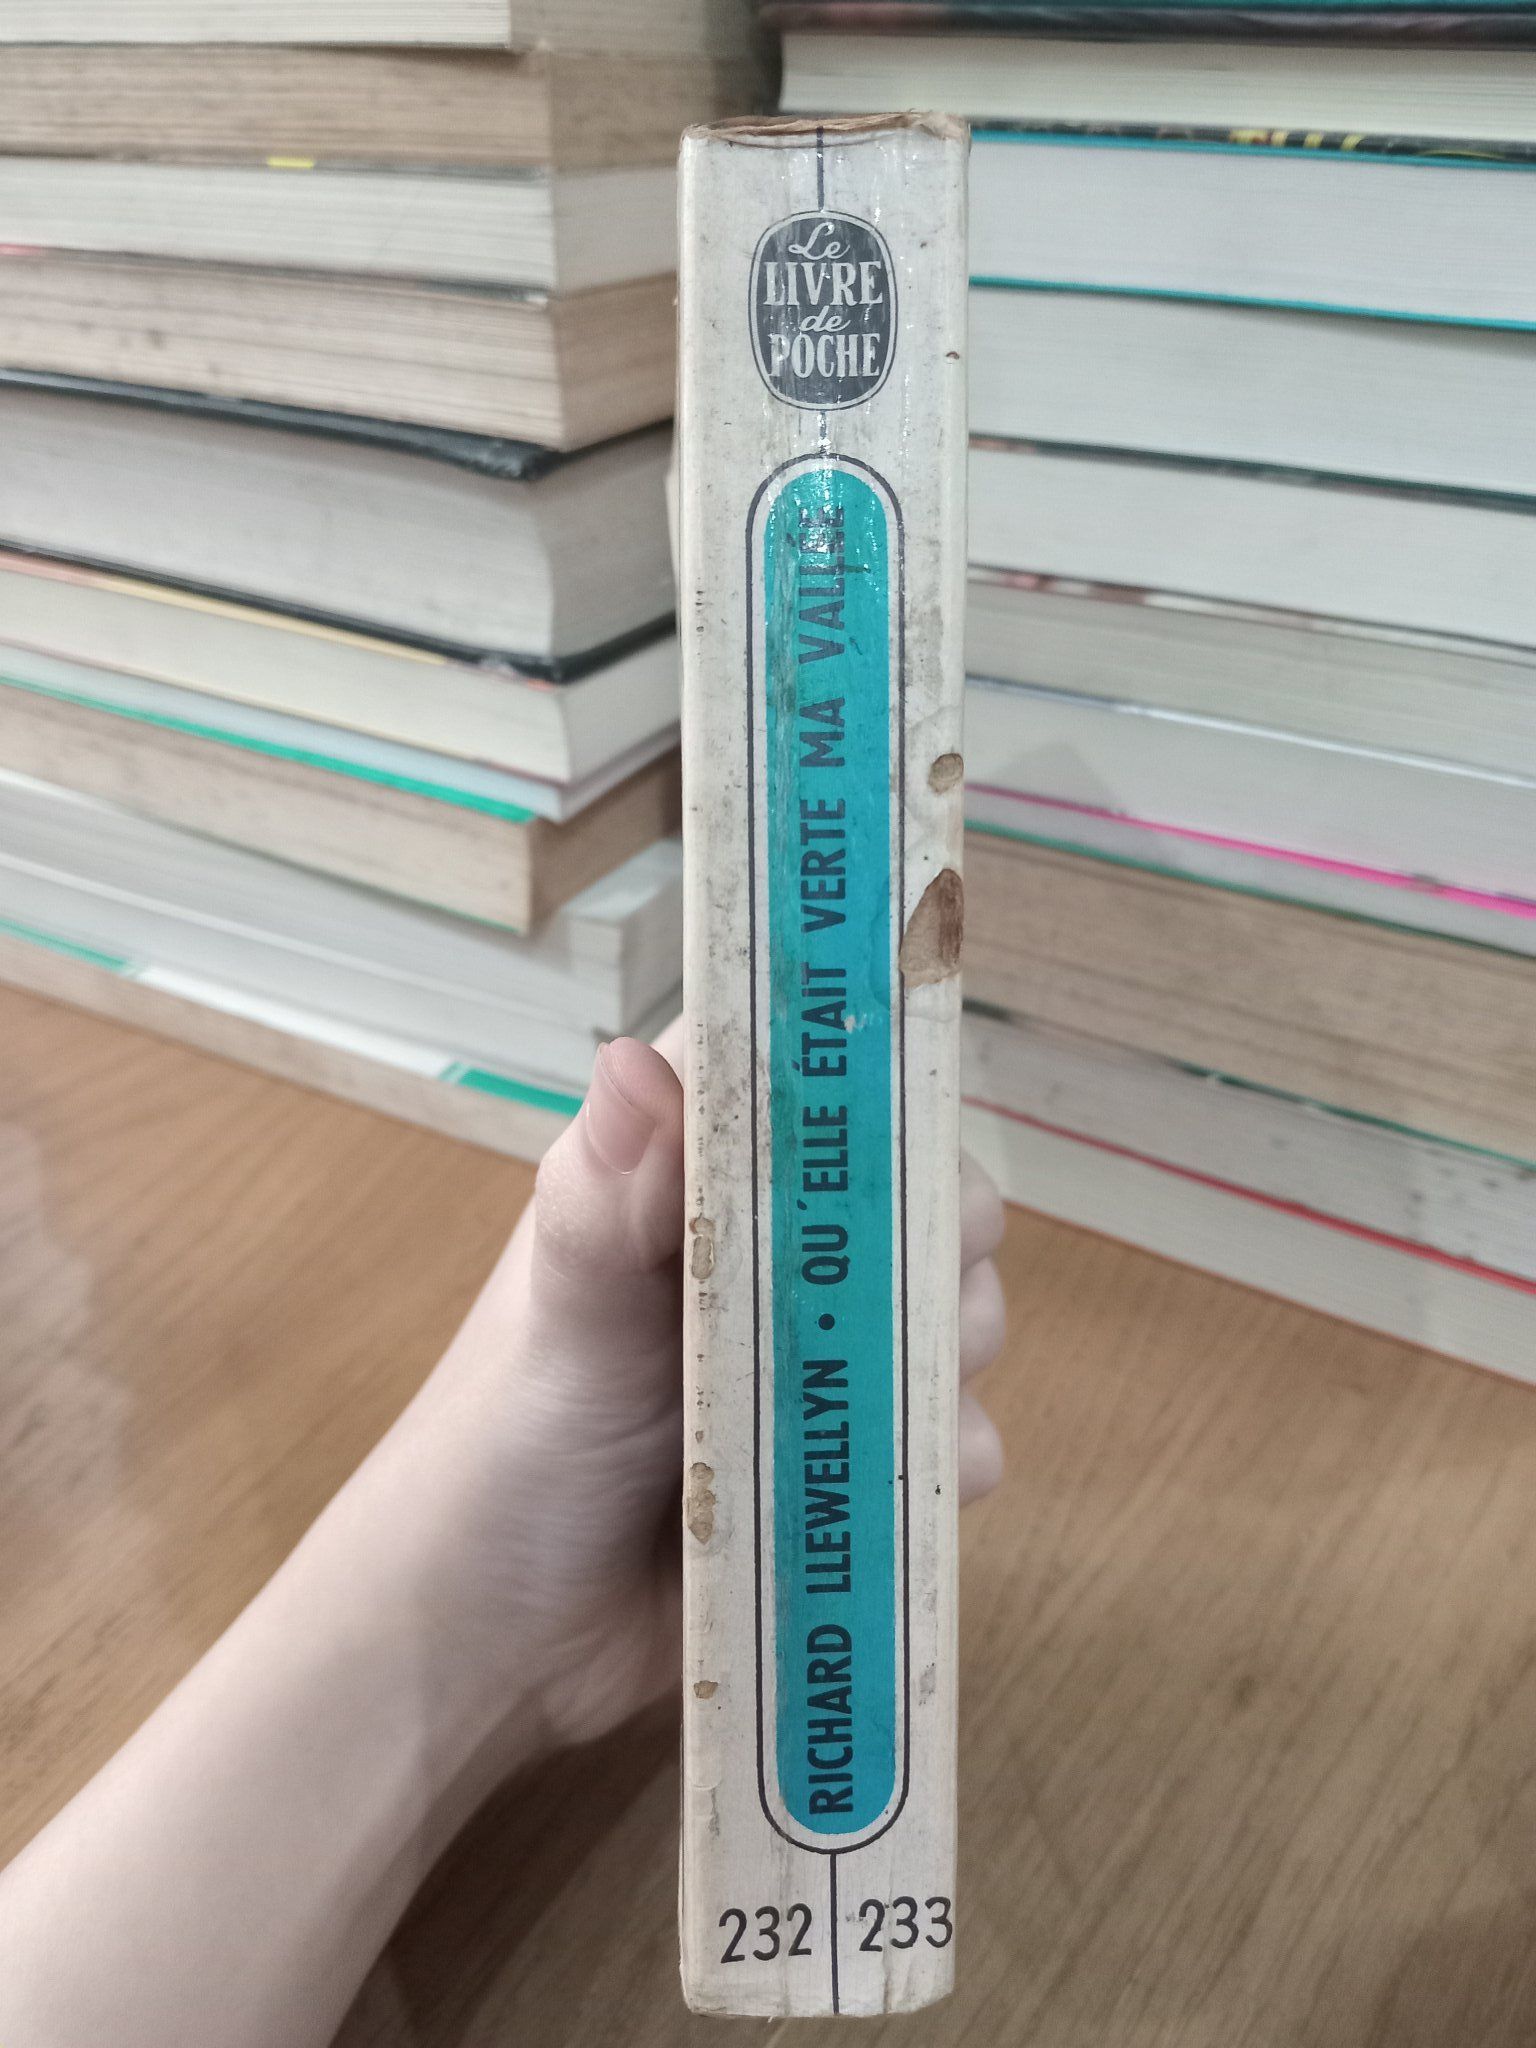 Le
LIVRE
de
POCHE
RICHARD LLEWELLYN • QU'ELLE ÉTAIT VERTE MA VALLÉE
232 233